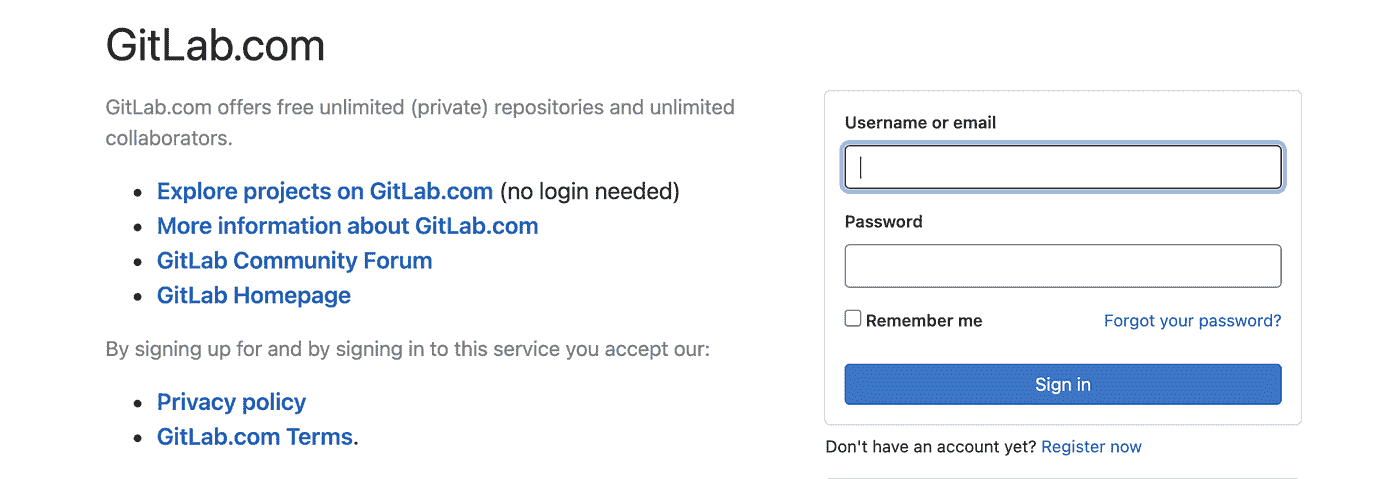 GitLab.com
GitLab.com offers free unlimited (private) repositories and unlimited
collaborators.
Explore projects on GitLab.com (no login needed)
More information about GitLab.com
GitLab Community Forum
GitLab Homepage
By signing up for and by signing in to this service you accept our:
Privacy policy
GitLab.com Terms.
Username or email
Password
Remember me
Forgot your password?
Sign in
Don't have an account yet? Register now